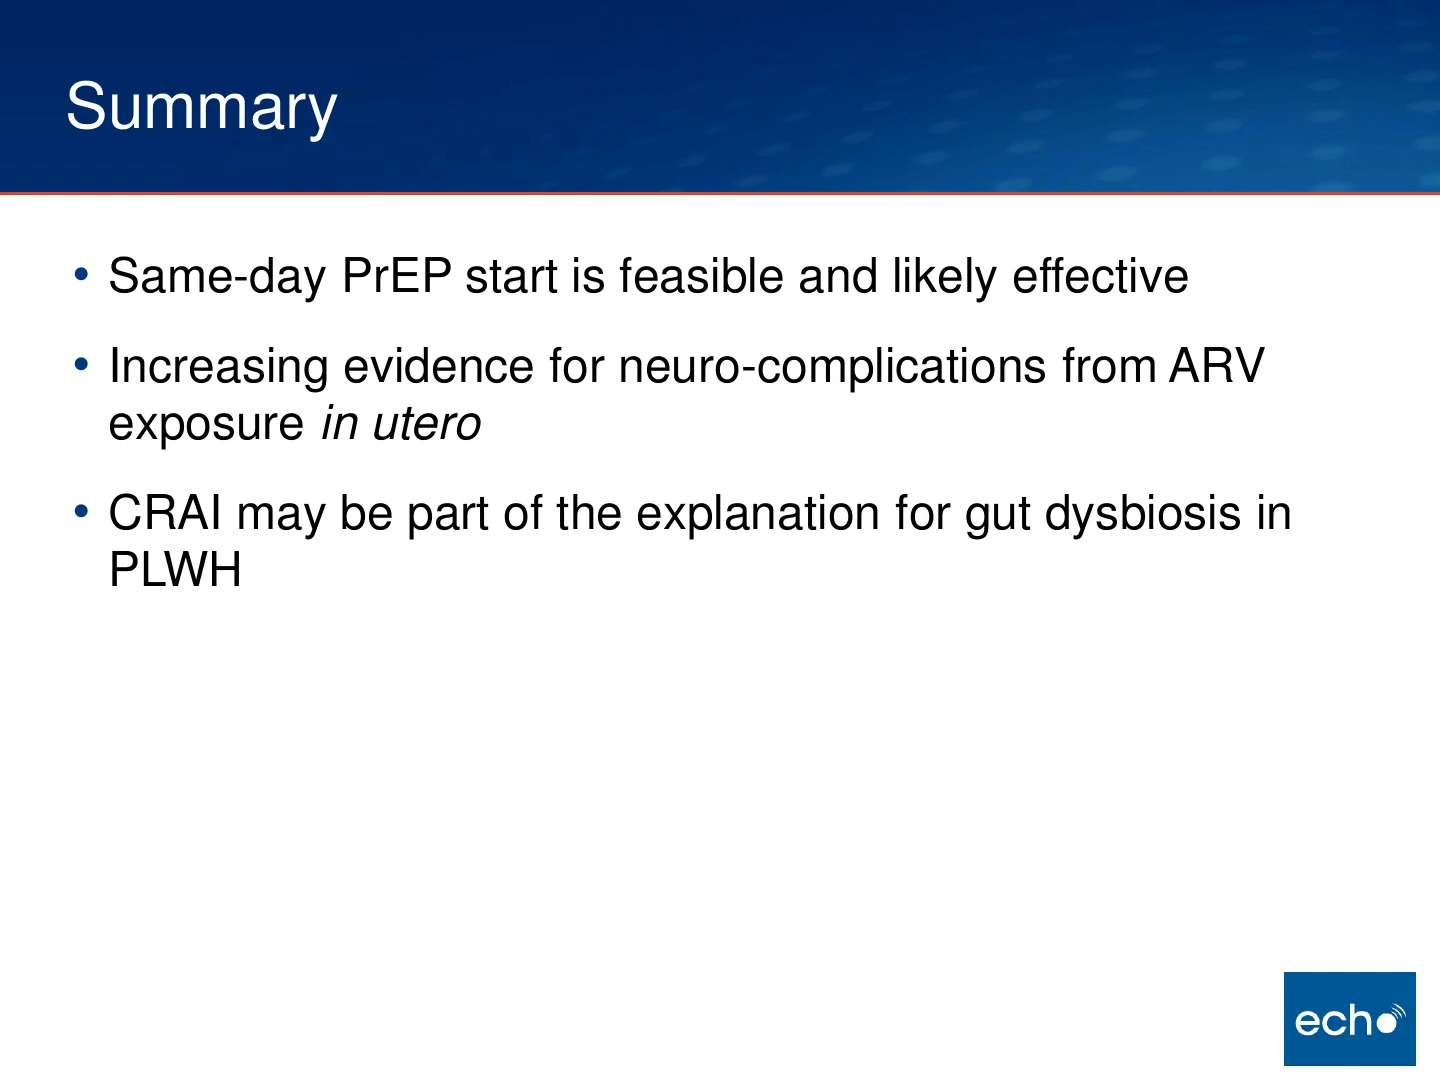 Summary
• Same-day PrEP start is feasible and likely effective
• Increasing evidence for neuro-complications from ARV
exposure in utero
• CRAI may be part of the explanation for gut dysbiosis in
PLWH
echo